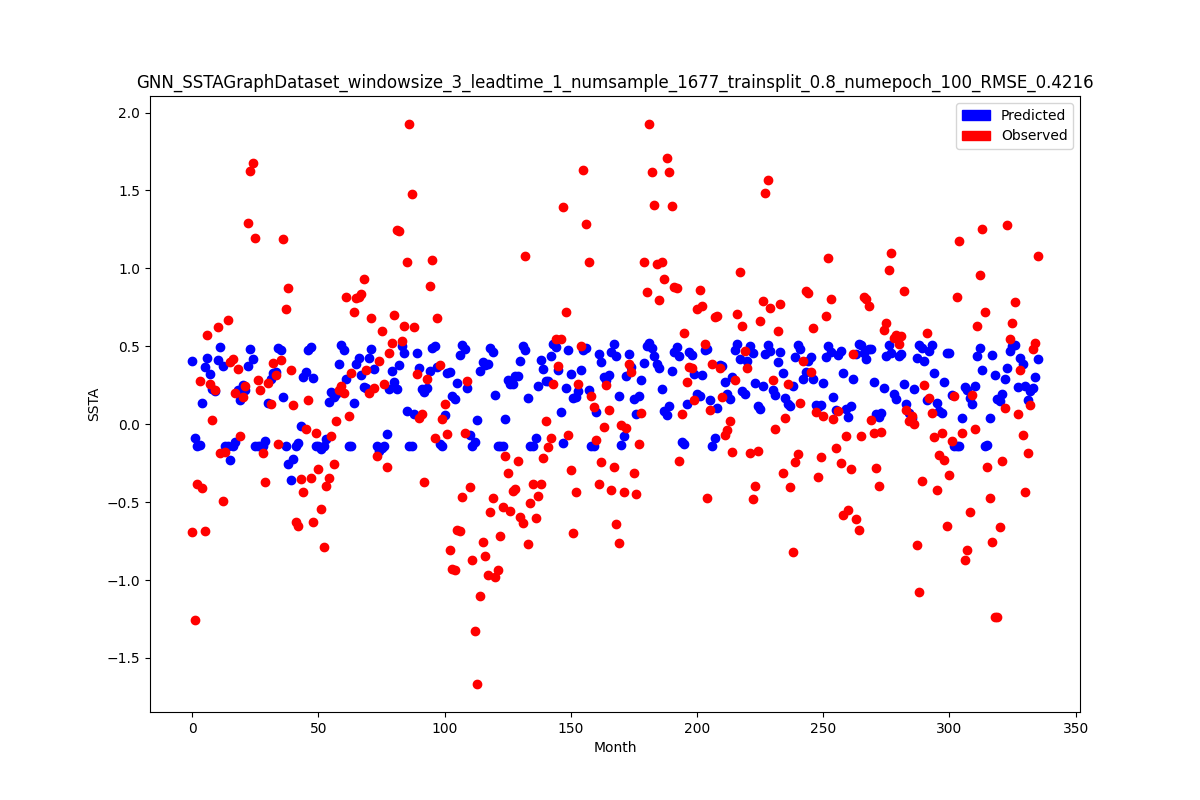 GNN_SSTAGraphDataset_windowsize_3_leadtime_1_numsample_1677_trainsplit_0.8_numepoch_100_RMSE_0.4216
Predicted
Observed
2.0
1.5
1.0
0.5
0.0
−0.5
−1.0
−1.5
SSTA
0 50 100 150 200 250 300 350
Month